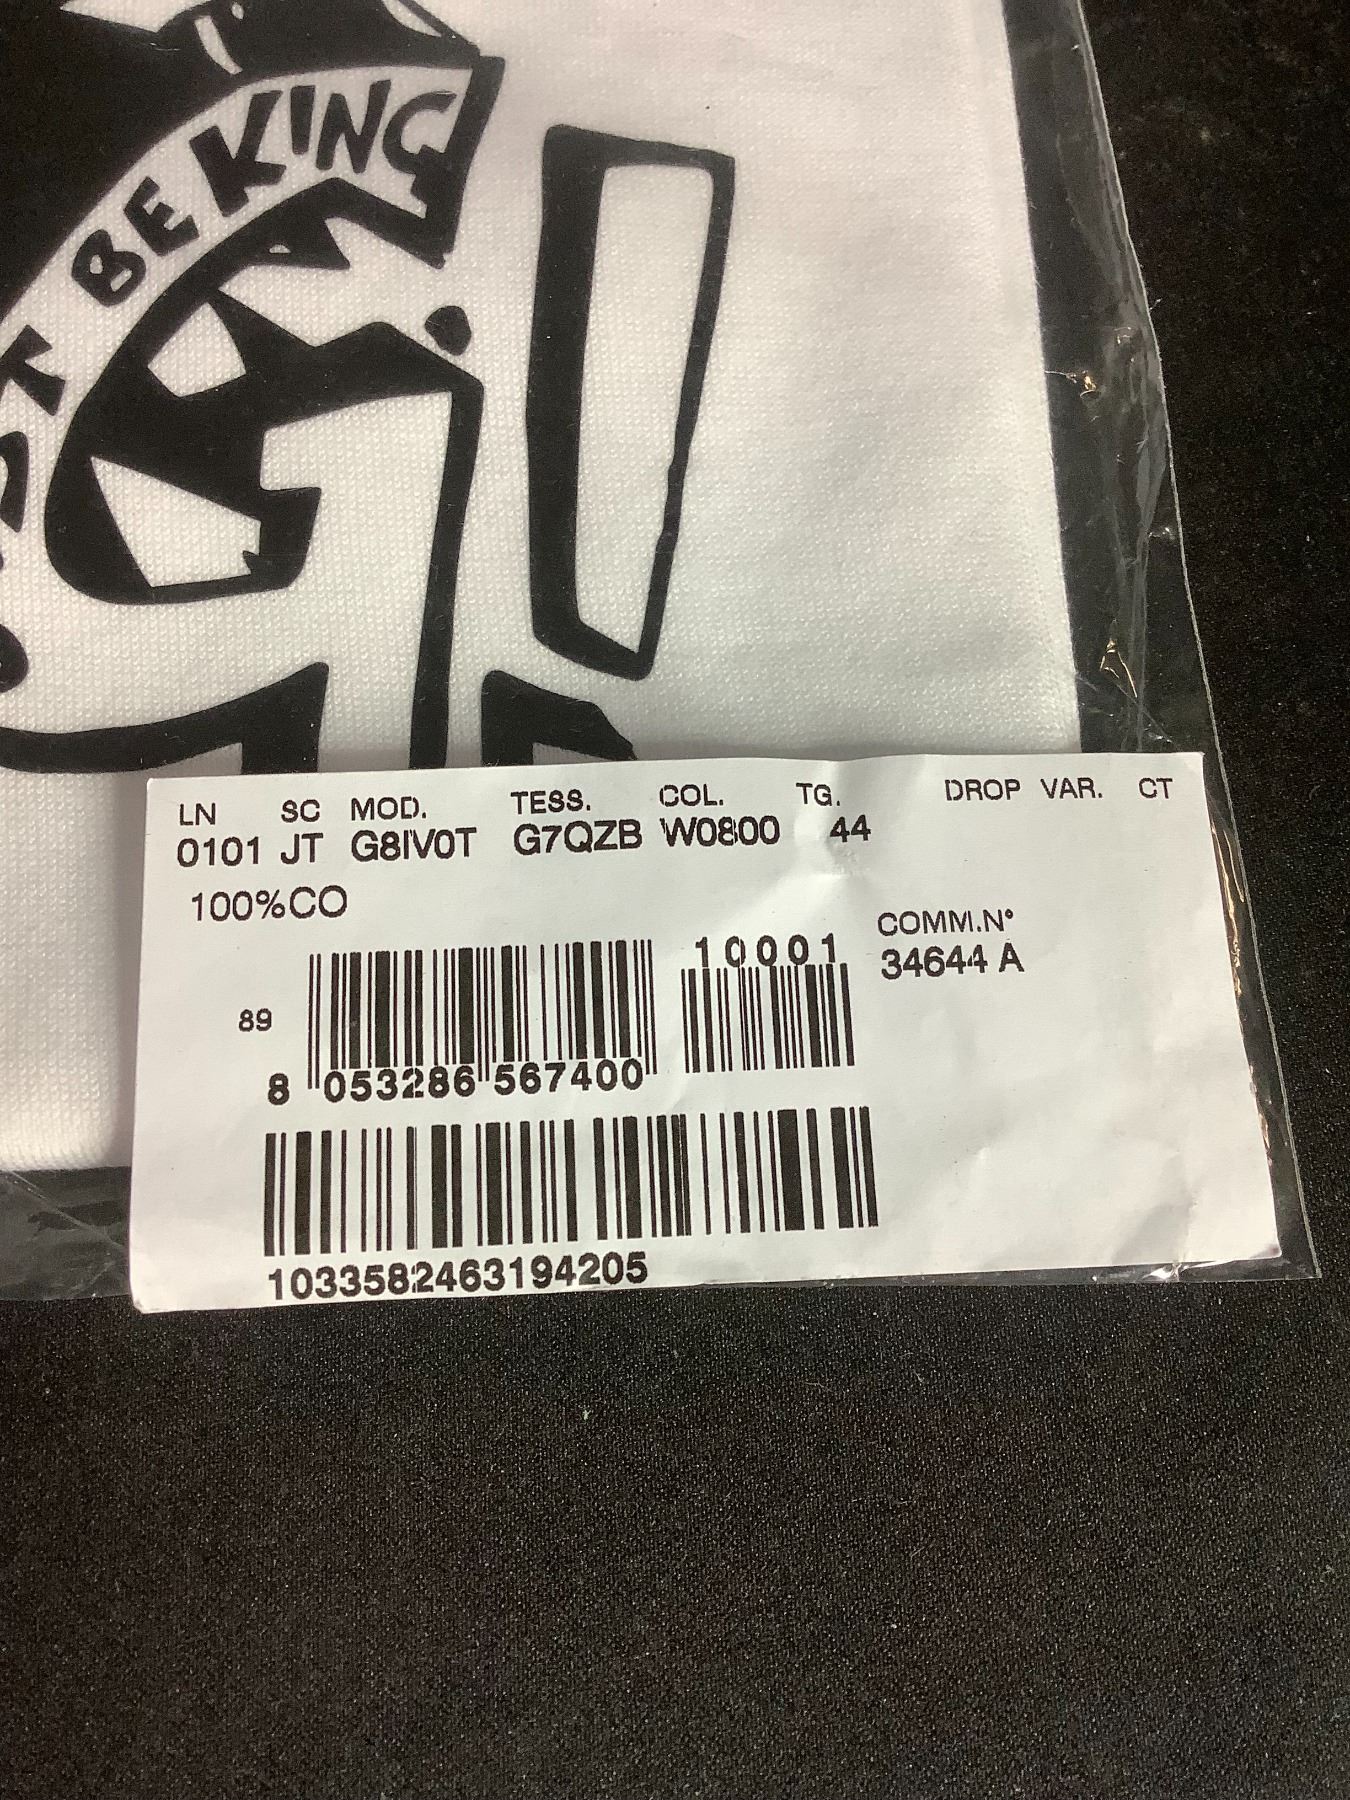 BE KING
LN SC MOD. TESS. COL. TG. DROP VAR. CT
0101 JT G8IV0T G7QZB W0800 44
100%CO
COMM.N°
10001
34644 A
89
8 053286 567400
1033582463194205